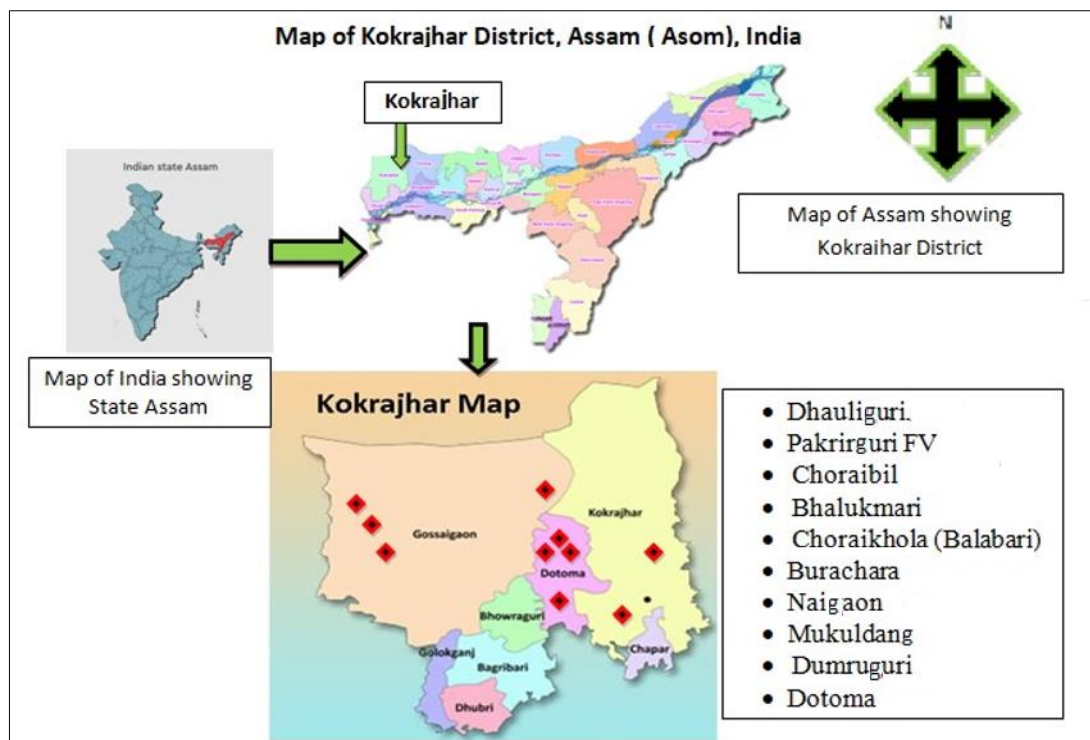 Map of Kokrajhar District, Assam ( Asom), India
N
Kokrajhar
Indian state Assam
Map of Assam showing
Kokraihar District
Map of India showing
State Assam
Kokrajhar Map
Gossaigaon
Kokrajhar
Dotoma
Bhowraguri
Golokganj
Bagribari
Chapar
Dhubri
• Dhauliguri.
• Pakrirguri FV
• Choraibil
• Bhalukmari
• Choraikhola (Balabari)
• Burachara
• Naigaon
• Mukuldang
• Dumruguri
• Dotoma